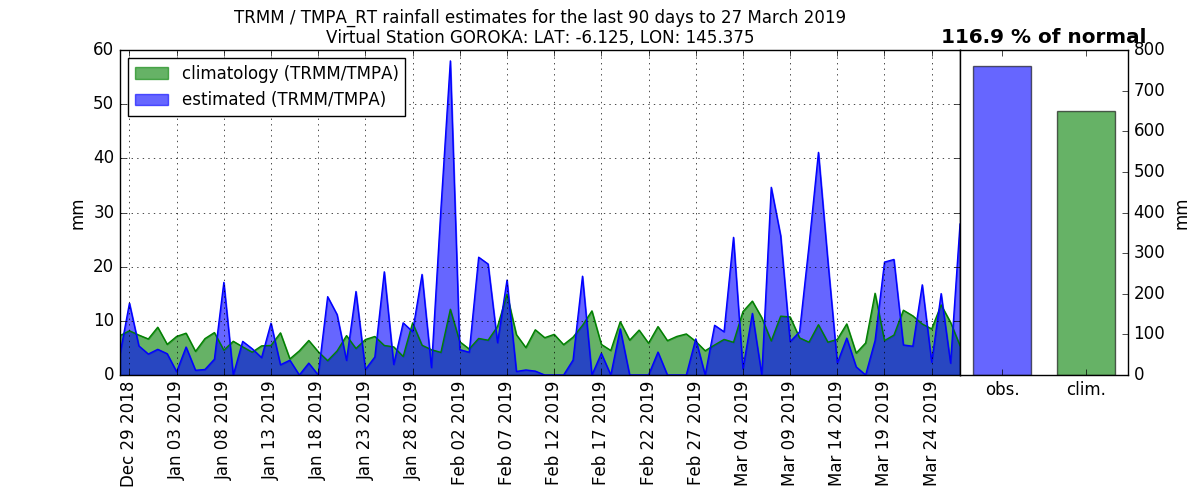 TRMM / TMPA_RT rainfall estimates for the last 90 days to 27 March 2019
Virtual Station GOROKA: LAT: -6.125, LON: 145.375
116.9 % of normal
climatology (TRMM/TMPA)
estimated (TRMM/TMPA)
mm
60
50
40
30
20
10
0
800
700
600
500
400
300
200
100
0
mm
obs.
clim.
Dec 29 2018
Jan 03 2019
Jan 08 2019
Jan 13 2019
Jan 18 2019
Jan 23 2019
Jan 28 2019
Feb 02 2019
Feb 07 2019
Feb 12 2019
Feb 17 2019
Feb 22 2019
Feb 27 2019
Mar 04 2019
Mar 09 2019
Mar 14 2019
Mar 19 2019
Mar 24 2019